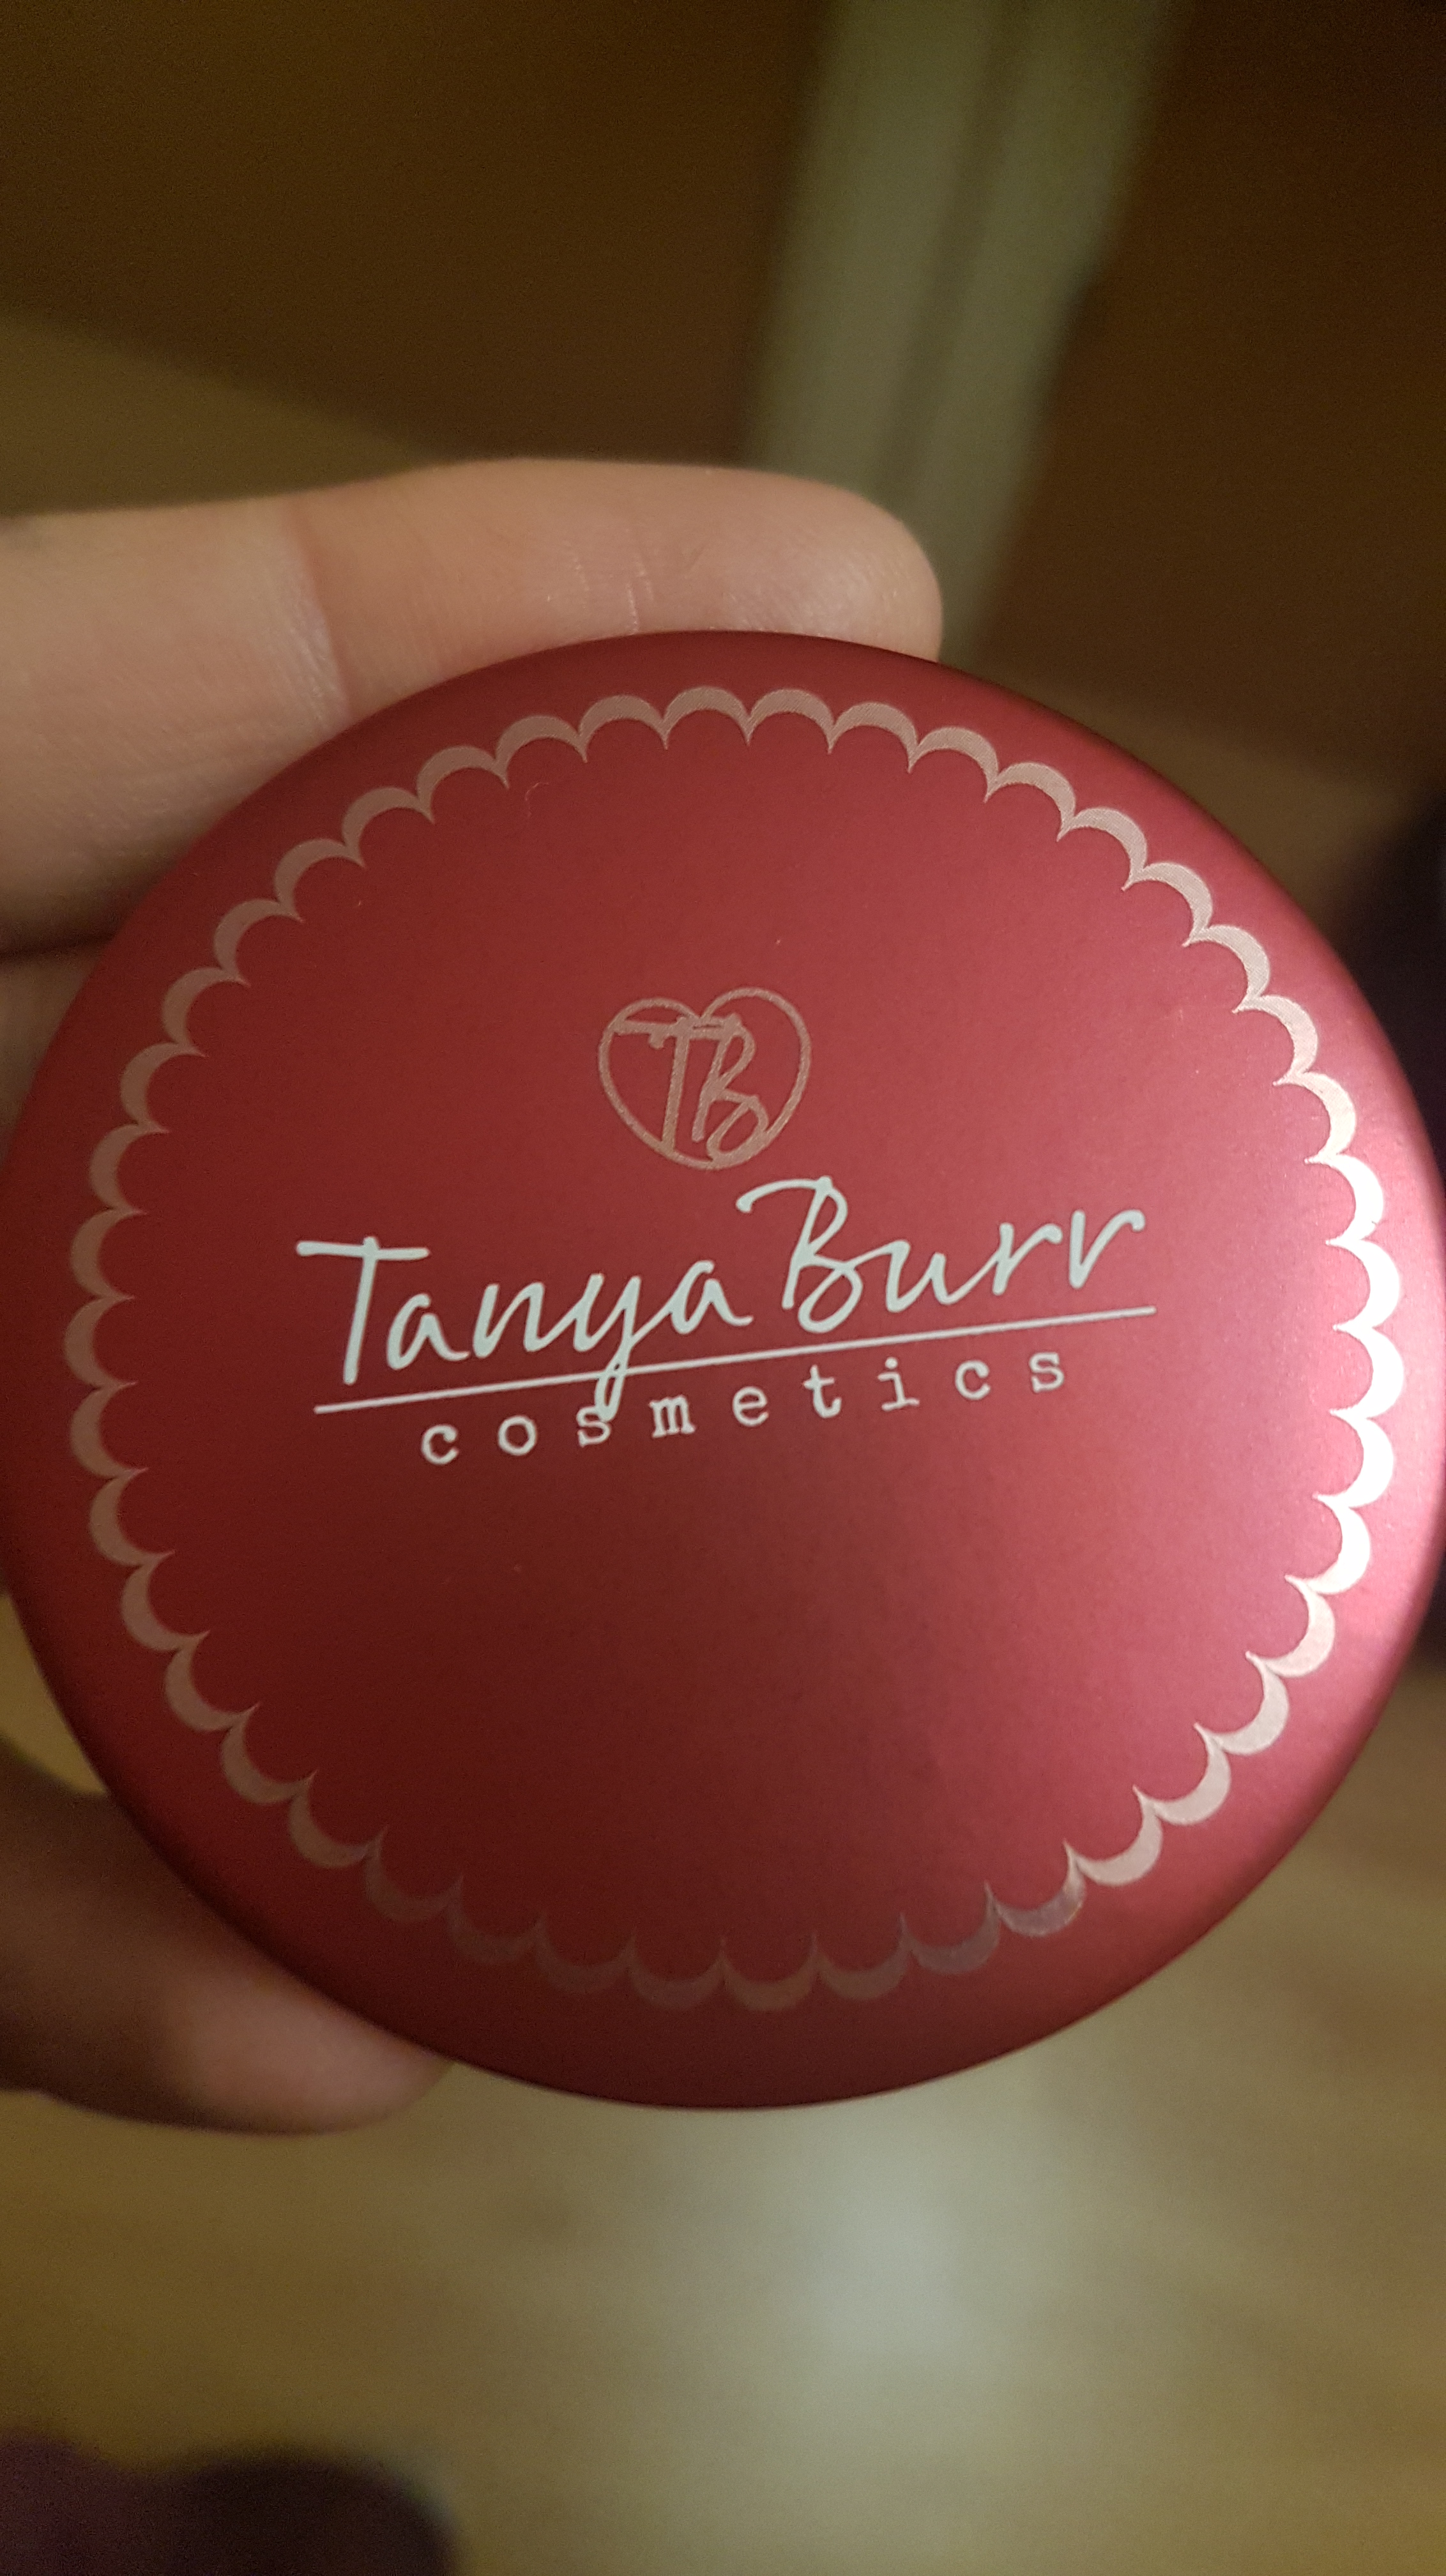 TB
Tanya Burr
cosmetics